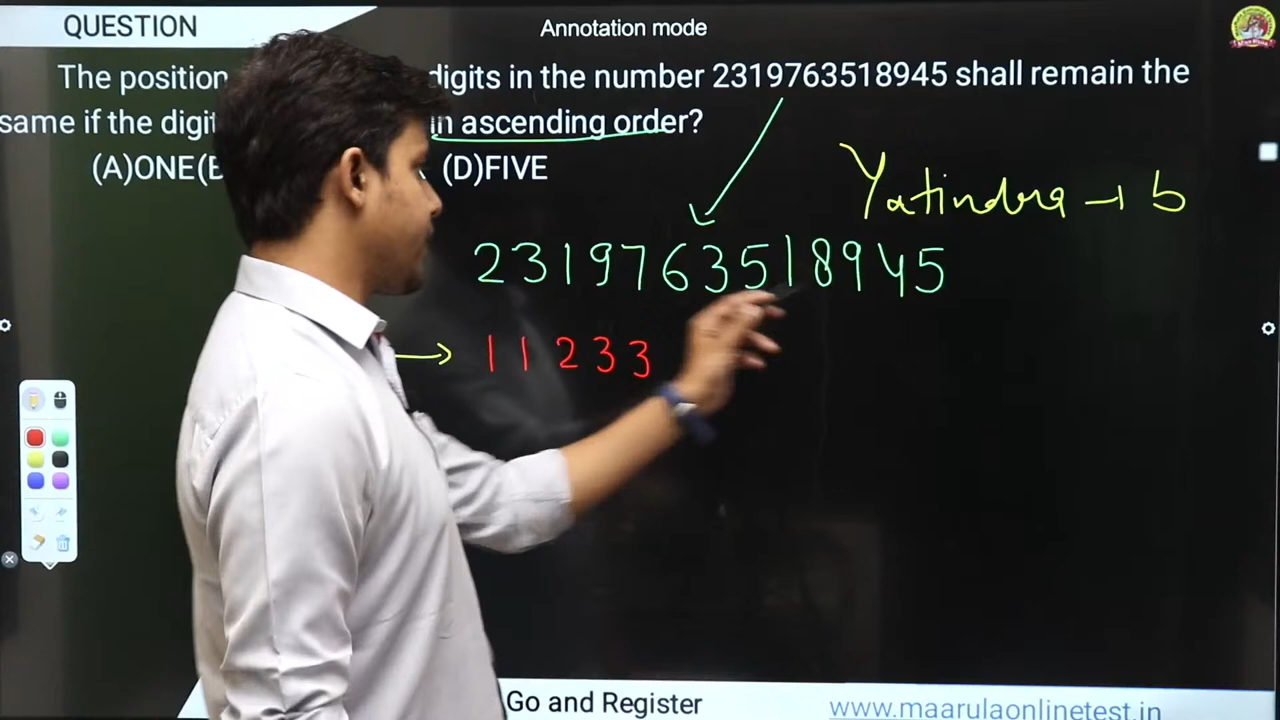 QUESTION
Annotation mode
The position digits in the number 2319763518945 shall remain the
same if the digit in ascending order?
(A)ONE(B (D)FIVE
Yatindra → b
2319763518945
→ 11233
Go and Register
www.maarulaonlinetest.in